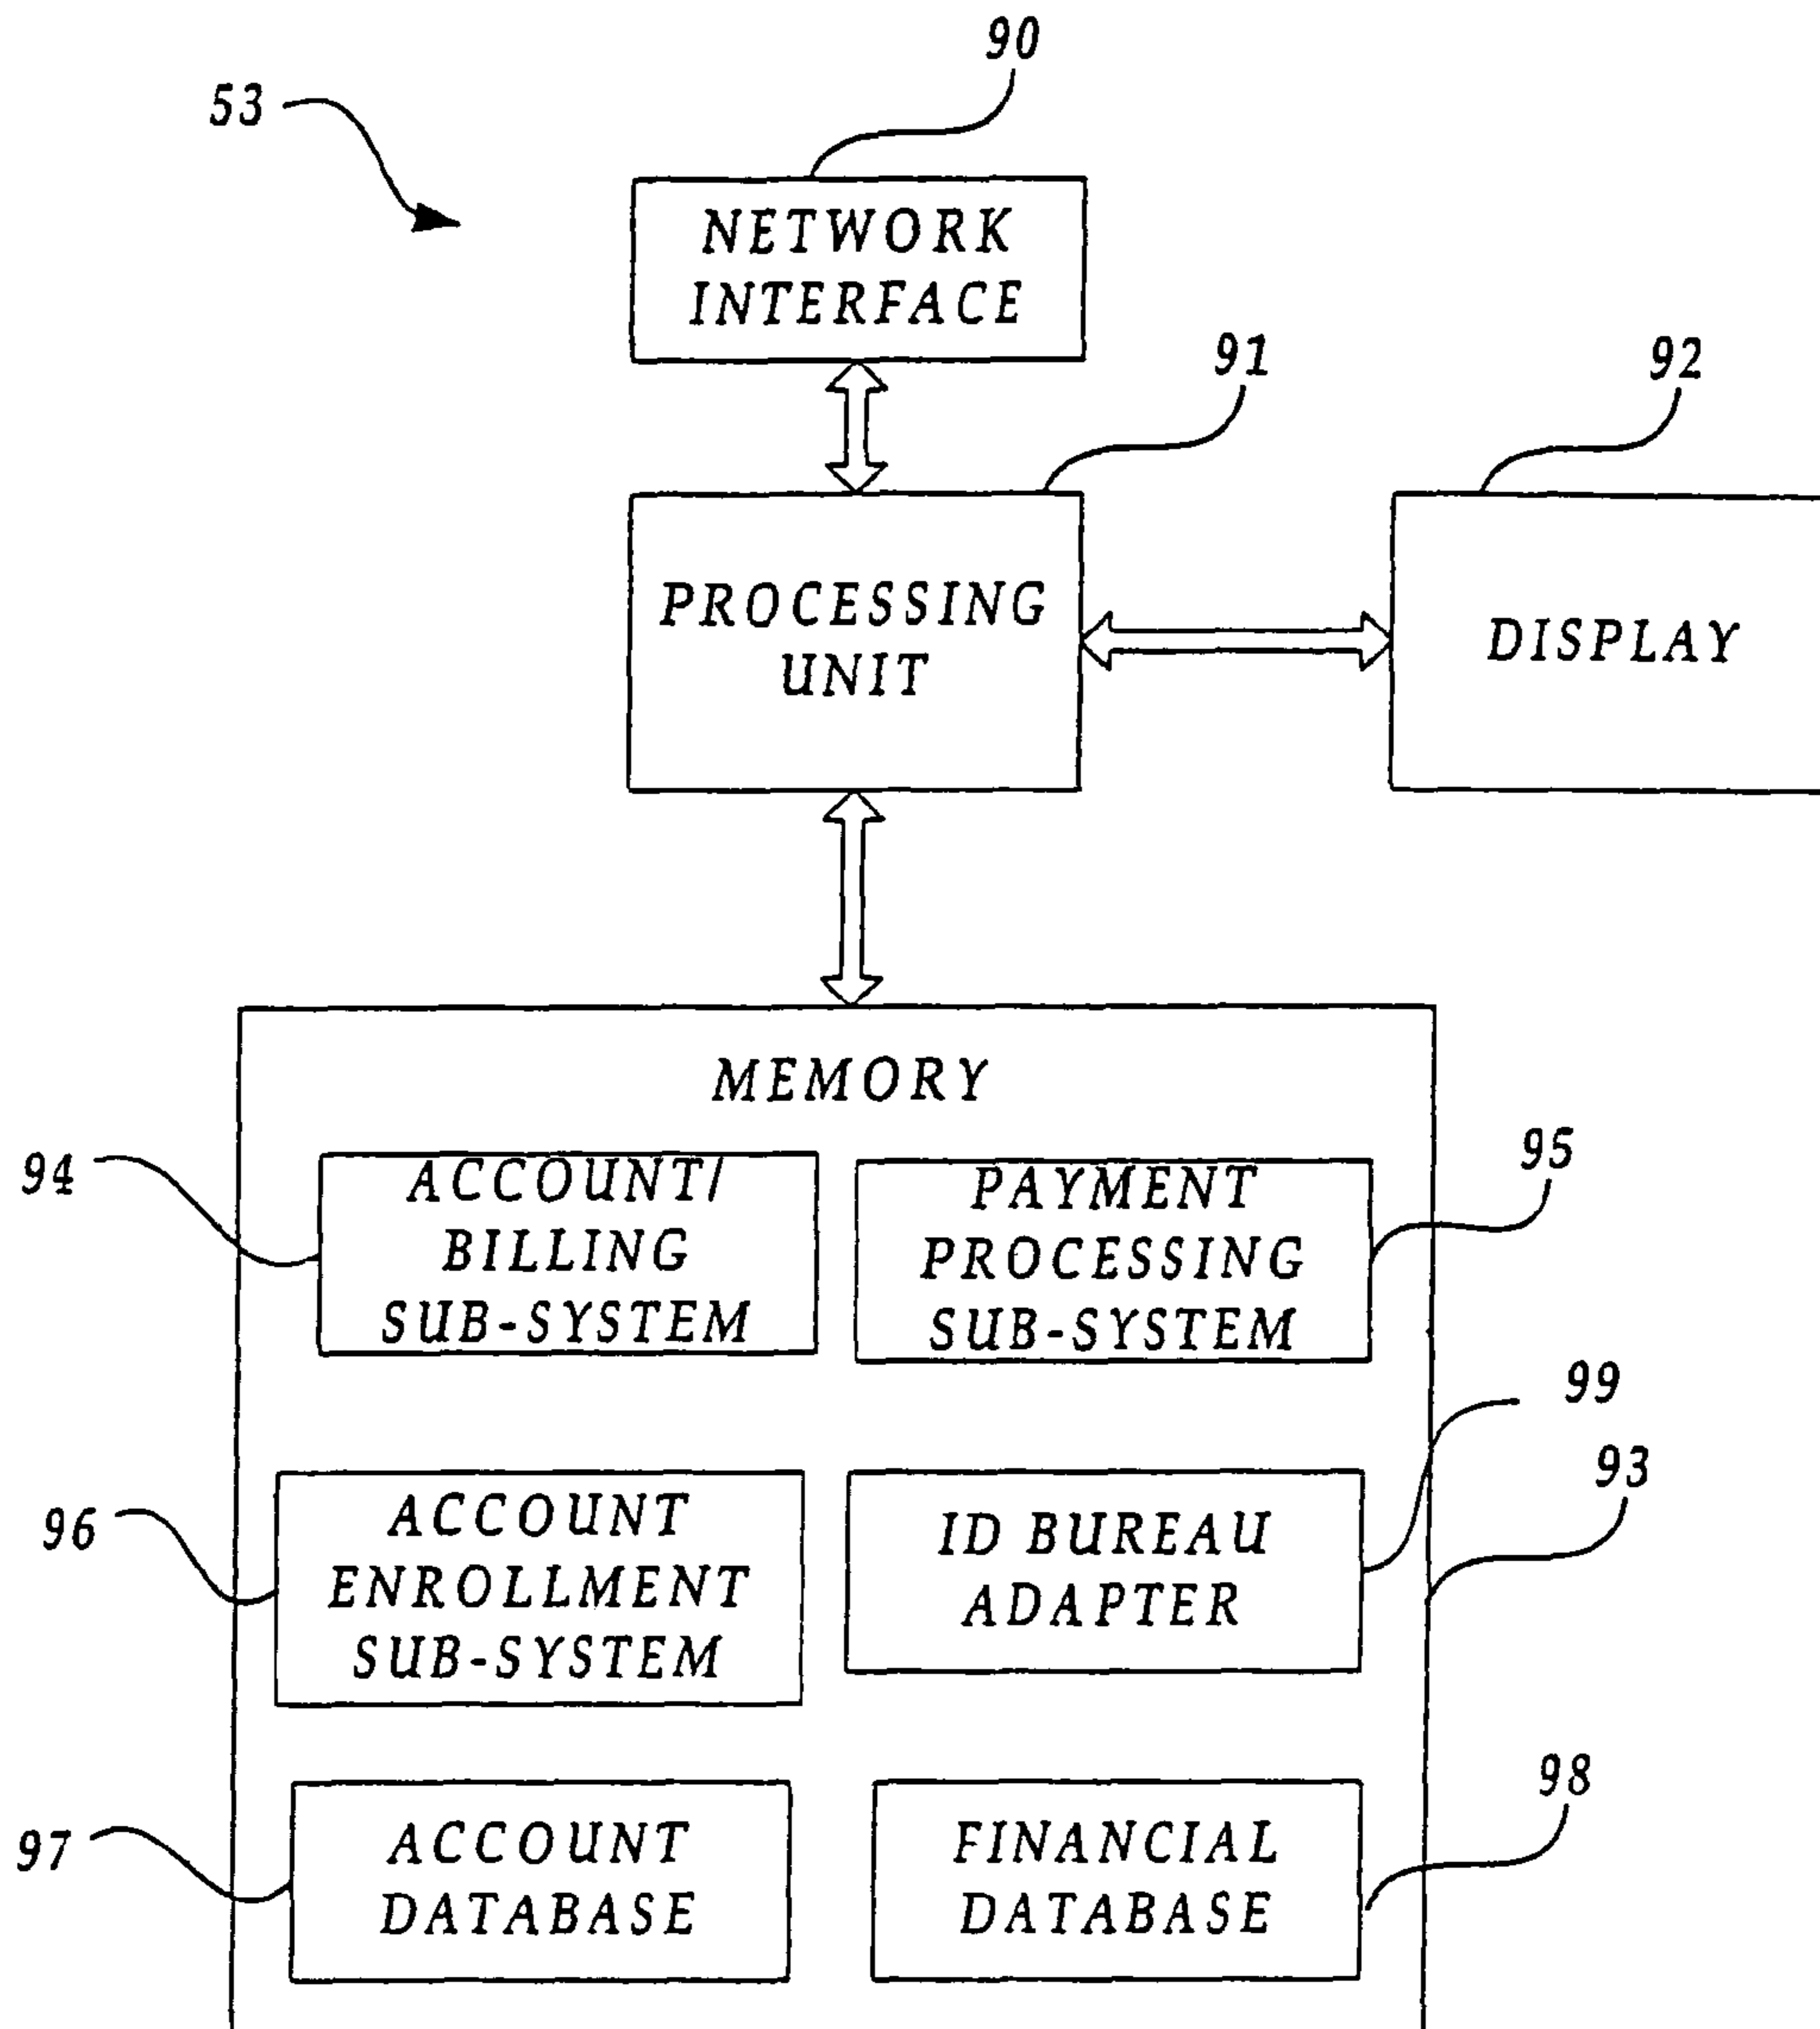 90
53
NETWORK
INTERFACE
91
92
PROCESSING
UNIT
DISPLAY
MEMORY
94
ACCOUNT/
BILLING
SUB-SYSTEM
95
PAYMENT
PROCESSING
SUB-SYSTEM
99
93
96
ACCOUNT
ENROLLMENT
SUB-SYSTEM
ID BUREAU
ADAPTER
98
97
ACCOUNT
DATABASE
FINANCIAL
DATABASE